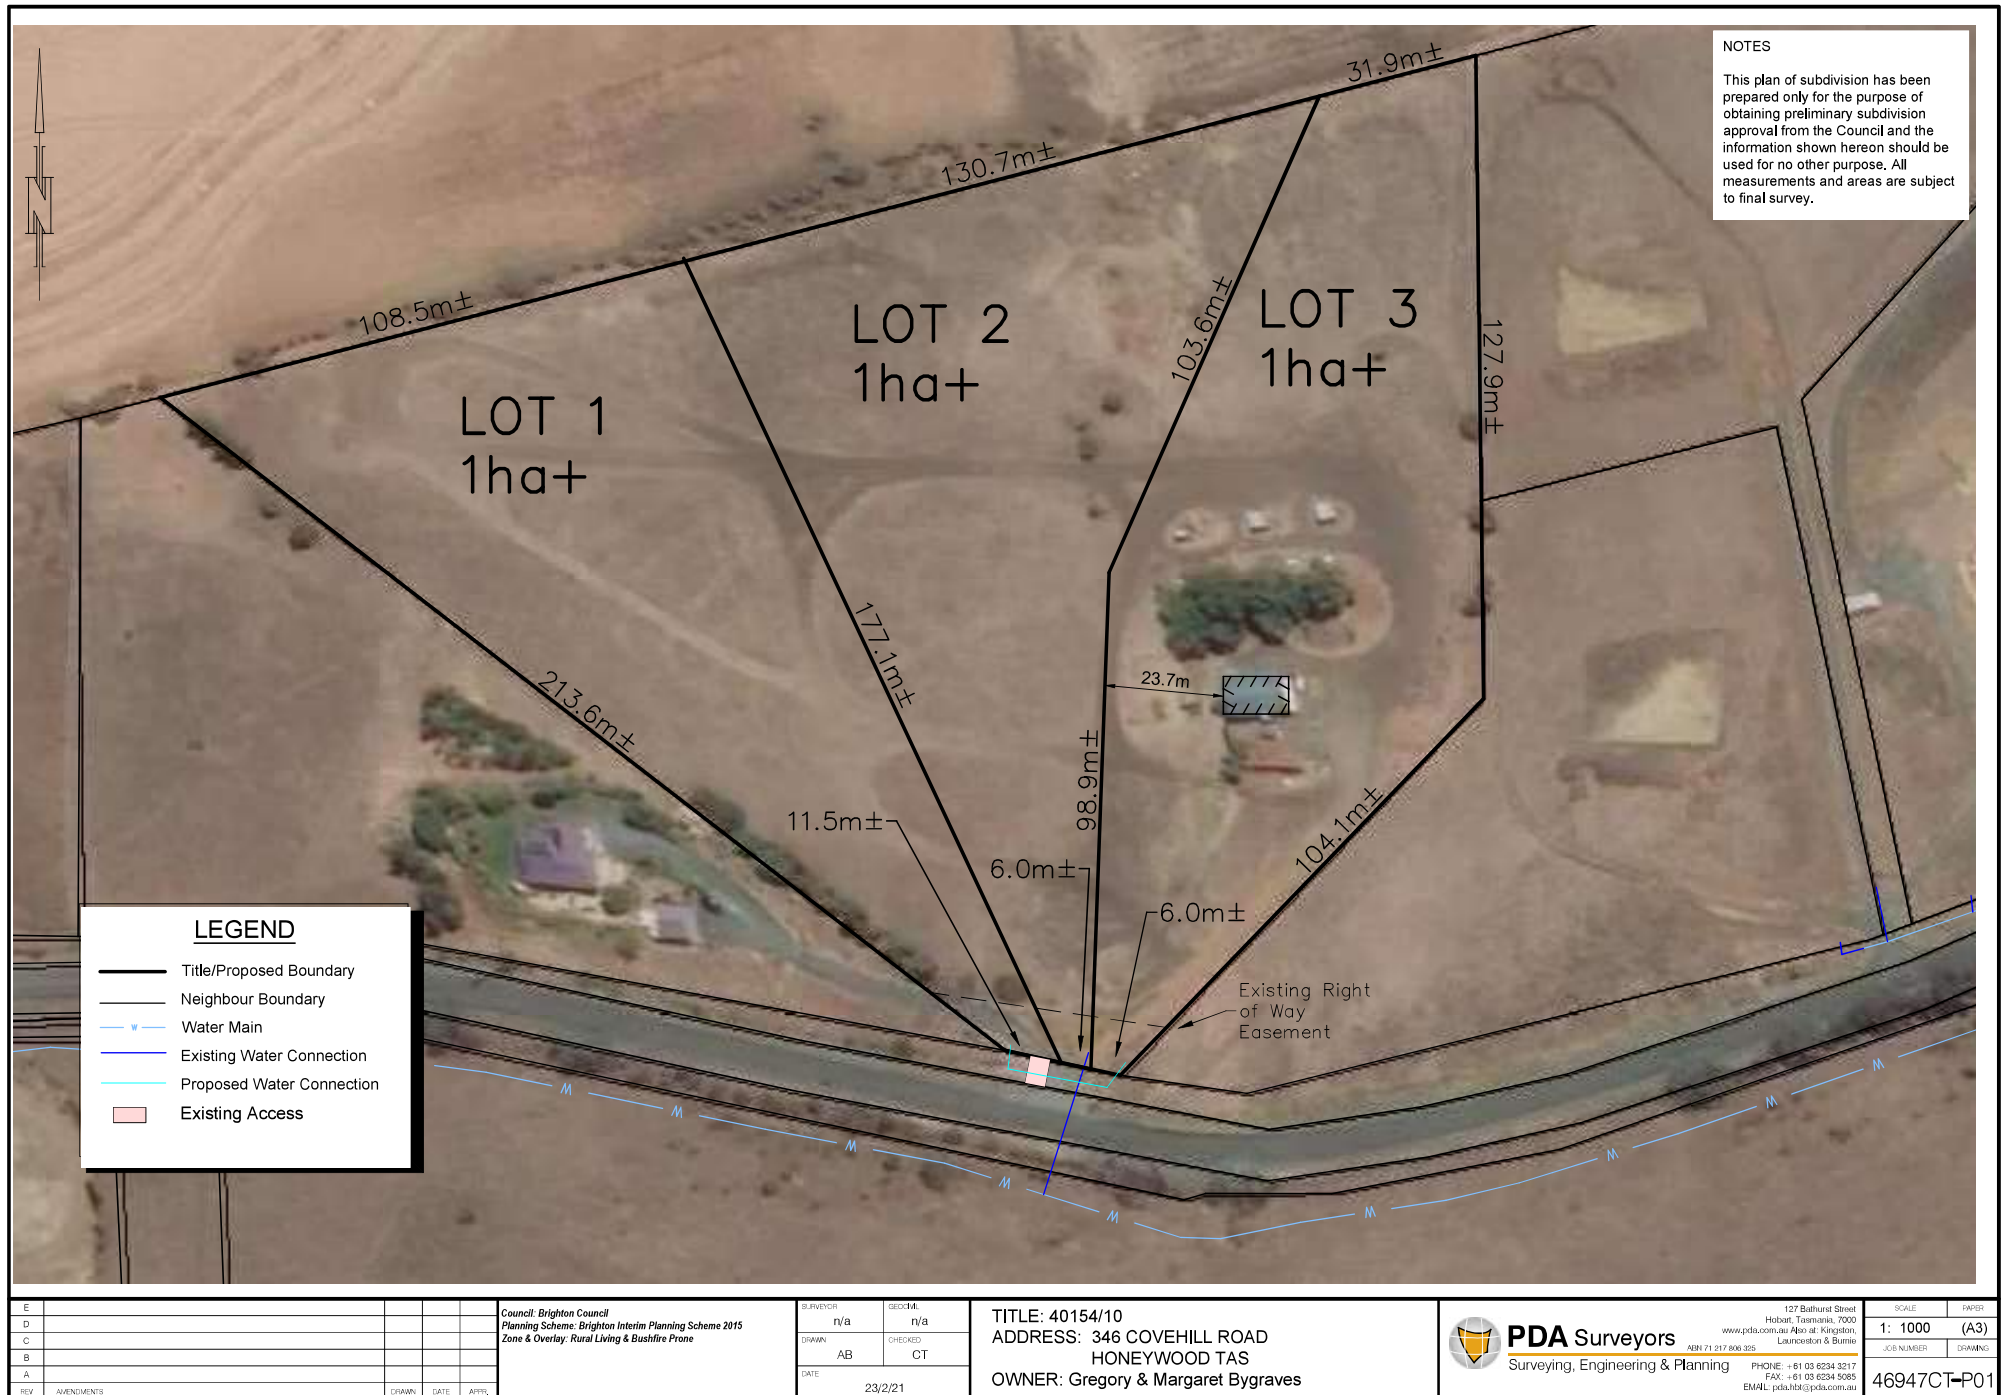 NOTES
This plan of subdivision has been
prepared only for the purpose of
obtaining preliminary subdivision
approval from the Council and the
information shown hereon should be
used for no other purpose. All
measurements and areas are subject
to final survey.
N
31.9m±
130.7m±
108.5m±
LOT 1
1ha+
LOT 2
1ha+
LOT 3
1ha+
103.6m±
127.9m±
177.1m±
213.6m±
23.7m
98.9m±
104.1m±
11.5m±
6.0m±
6.0m±
Existing Right
of Way
Easement
W
W
W
W
W
W
W
W
W
LEGEND
Title/Proposed Boundary
Neighbour Boundary
W Water Main
Existing Water Connection
Proposed Water Connection
Existing Access
E
D
C
B
A
REV AMENDMENTS DRAWN DATE APPR.
Council: Brighton Council
Planning Scheme: Brighton Interim Planning Scheme 2015
Zone & Overlay: Rural Living & Bushfire Prone
SURVEYOR
n/a
GEOCIVIL
n/a
DRAWN
AB
CHECKED
CT
DATE
23/2/21
TITLE: 40154/10
ADDRESS: 346 COVEHILL ROAD
HONEYWOOD TAS
OWNER: Gregory & Margaret Bygraves
PDA Surveyors
Surveying, Engineering & Planning
127 Bathurst Street
Hobart, Tasmania, 7000
www.pda.com.au Also at: Kingston,
Launceston & Burnie
ABN 71 217 806 325
PHONE: +61 03 6234 3217
FAX: +61 03 6234 5085
EMAIL: pda.hbt@pda.com.au
SCALE
1: 1000
PAPER
(A3)
JOB NUMBER DRAWING
46947CT-P01